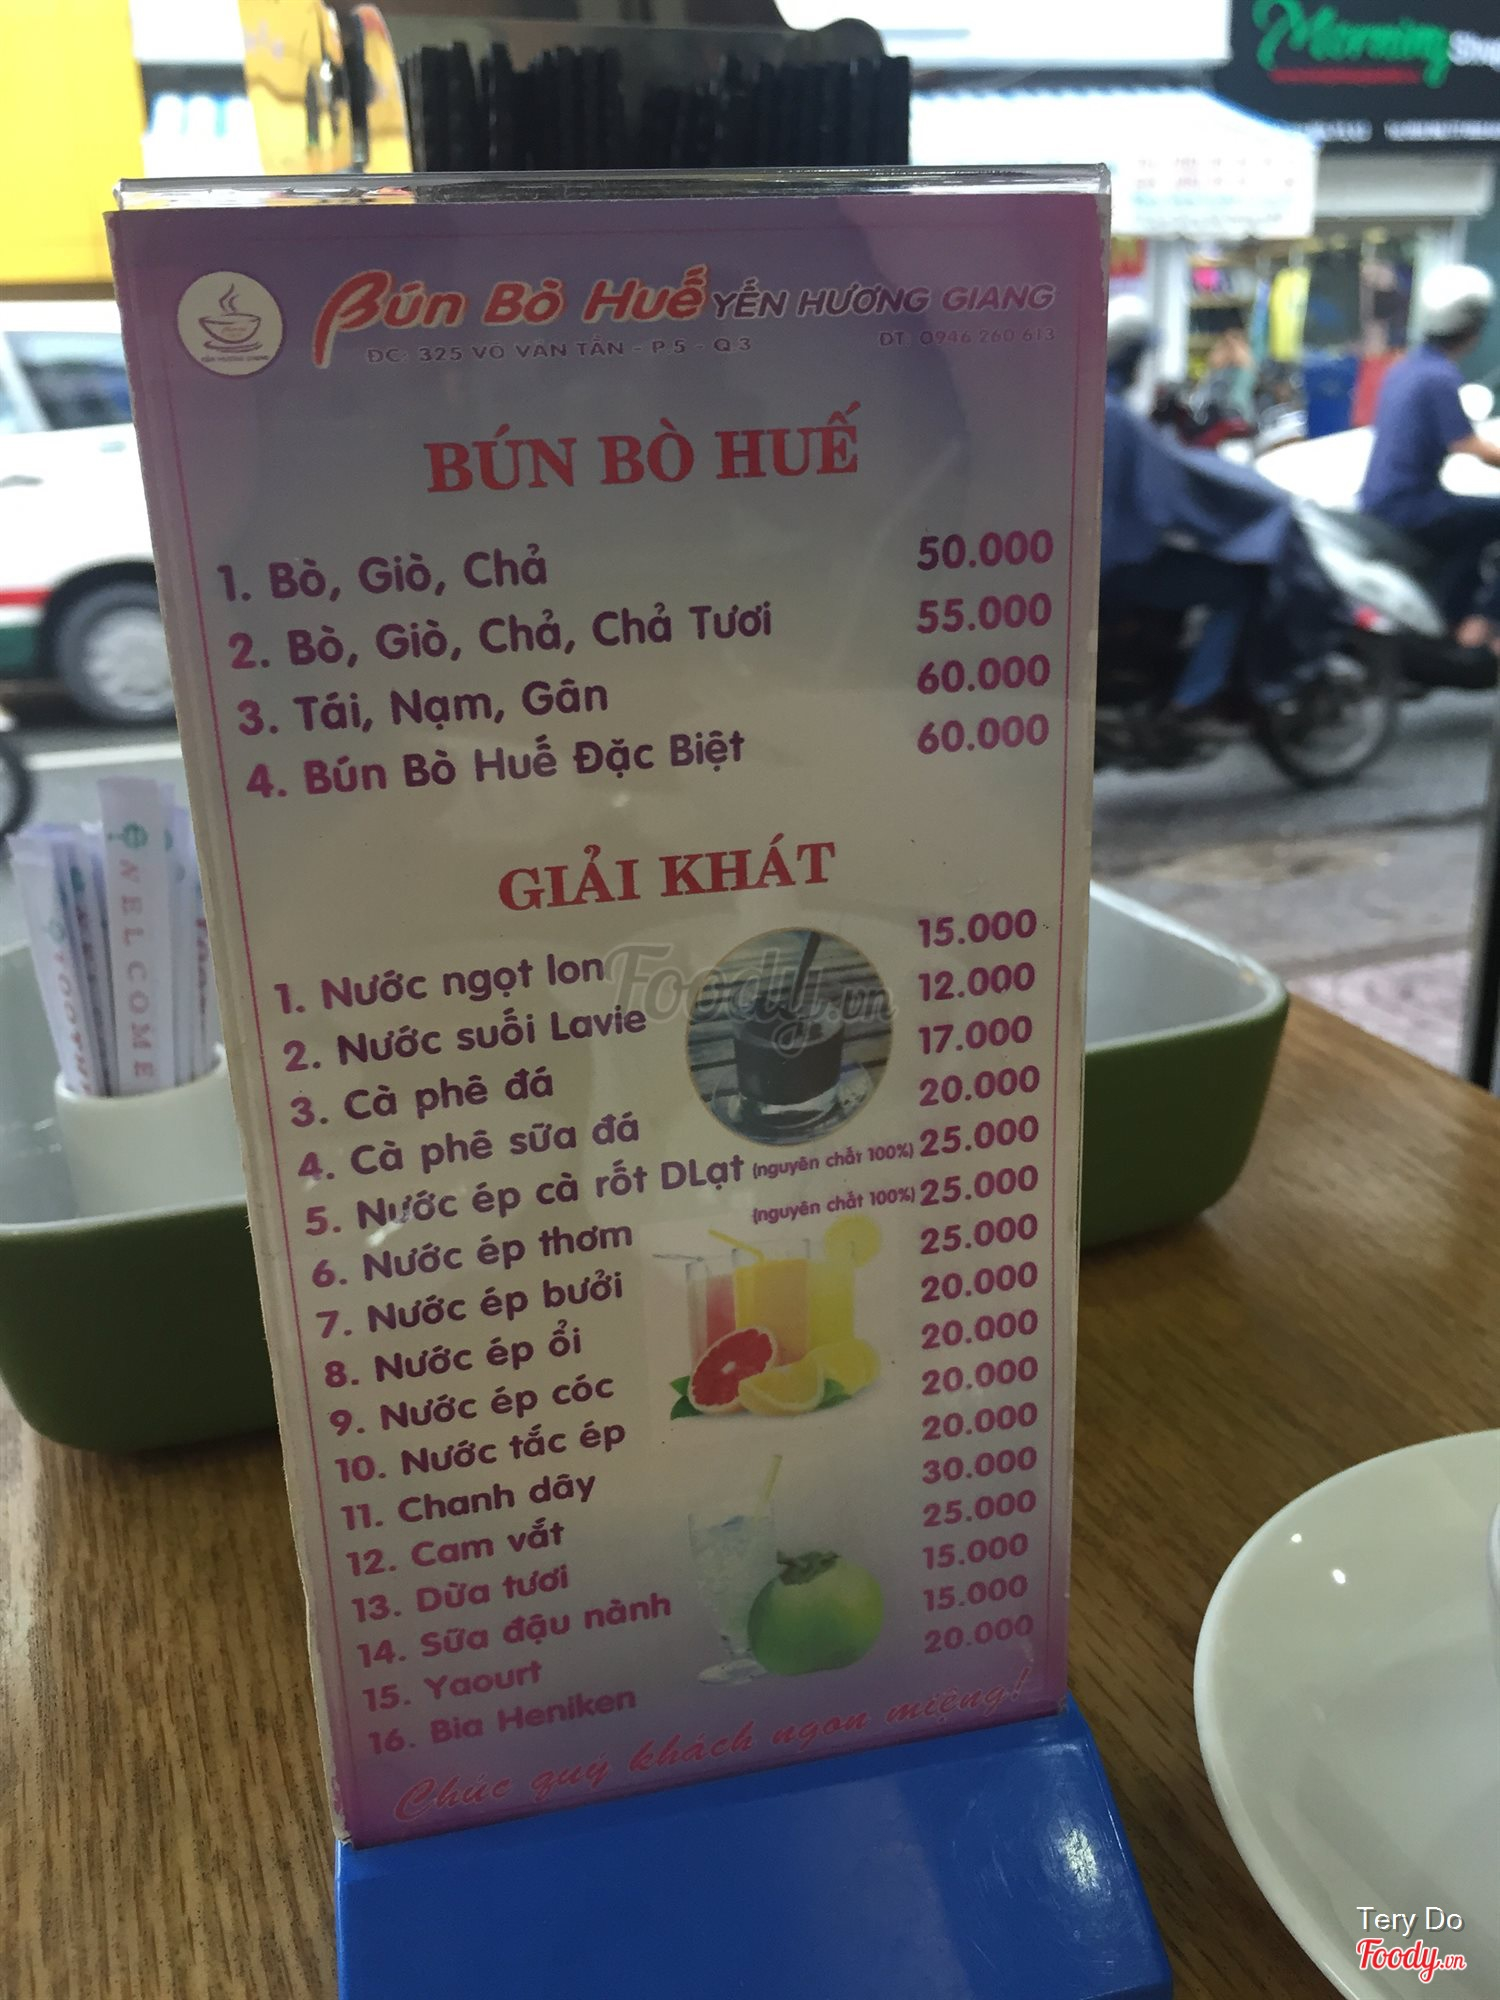 Morning Shop
Bún Bò Huế YẾN HƯƠNG GIANG
ĐC: 325 VÕ VĂN TẦN - P.5 - Q.3
ĐT: 0946 260 613
BÚN BÒ HUẾ
1. Bò, Giò, Chả 50.000
2. Bò, Giò, Chả, Chả Tươi 55.000
3. Tái, Nạm, Gân 60.000
4. Bún Bò Huế Đặc Biệt 60.000
GIẢI KHÁT
1. Nước ngọt lon 15.000
2. Nước suối Lavie 12.000
3. Cà phê đá 17.000
4. Cà phê sữa đá 20.000
5. Nước ép cà rốt DLạt (nguyên chất 100%) 25.000
6. Nước ép thơm (nguyên chất 100%) 25.000
7. Nước ép bưởi 25.000
8. Nước ép ổi 20.000
9. Nước ép cóc 20.000
10. Nước tắc ép 20.000
11. Chanh dây 20.000
12. Cam vắt 30.000
13. Dừa tươi 25.000
14. Sữa đậu nành 15.000
15. Yaourt 15.000
16. Bia Heniken 20.000
Chúc quý khách ngon miệng!
WELCOME
Foody.vn
Tery Do
Foody.vn